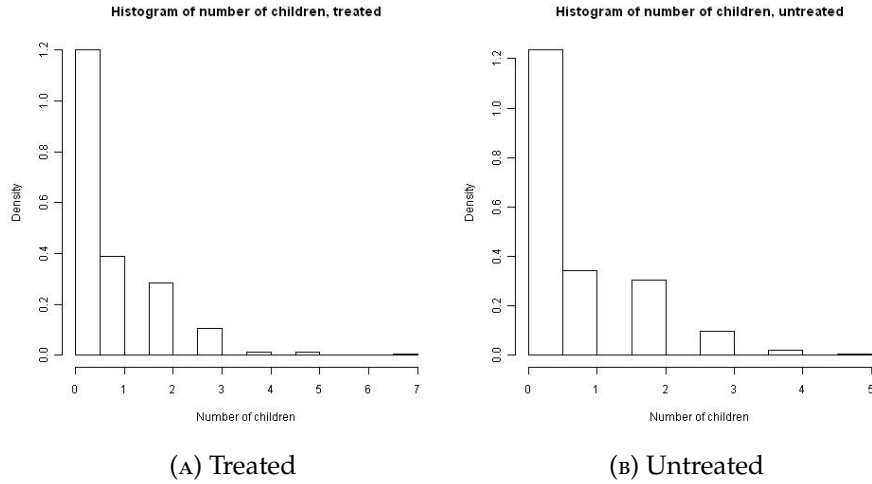 Histogram of number of children, treated
Density
0.0 0.2 0.4 0.6 0.8 1.0 1.2
0 1 2 3 4 5 6 7
Number of children
(A) Treated
Histogram of number of children, untreated
Density
0.0 0.2 0.4 0.6 0.8 1.0 1.2
0 1 2 3 4 5
Number of children
(B) Untreated